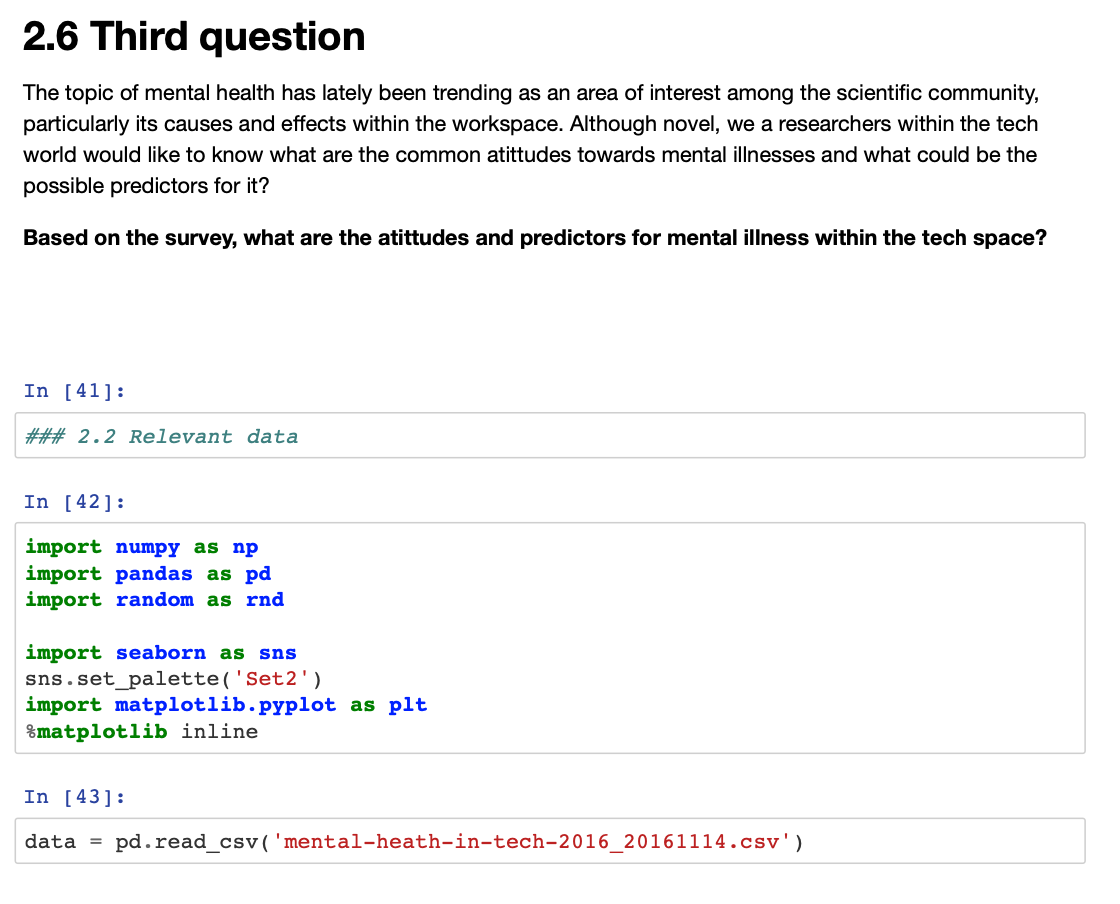 2.6 Third question
The topic of mental health has lately been trending as an area of interest among the scientific community,
particularly its causes and effects within the workspace. Although novel, we a researchers within the tech
world would like to know what are the common atittudes towards mental illnesses and what could be the
possible predictors for it?
Based on the survey, what are the atittudes and predictors for mental illness within the tech space?
In [41]:
### 2.2 Relevant data
In [42]:
import numpy as np
import pandas as pd
import random as rnd
import seaborn as sns
sns.set_palette('Set2')
import matplotlib.pyplot as plt
%matplotlib inline
In [43]:
data = pd.read_csv('mental-heath-in-tech-2016_20161114.csv')